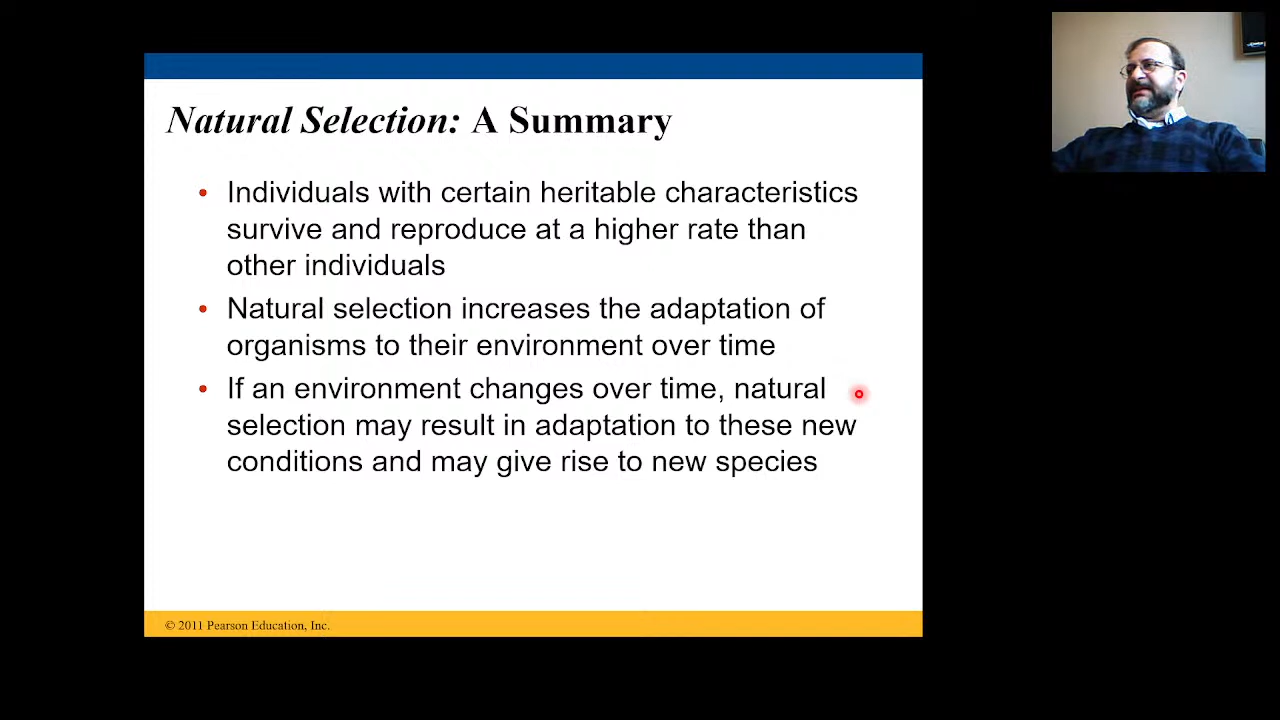 Natural Selection: A Summary
• Individuals with certain heritable characteristics
survive and reproduce at a higher rate than
other individuals
• Natural selection increases the adaptation of
organisms to their environment over time
• If an environment changes over time, natural
selection may result in adaptation to these new
conditions and may give rise to new species
© 2011 Pearson Education, Inc.